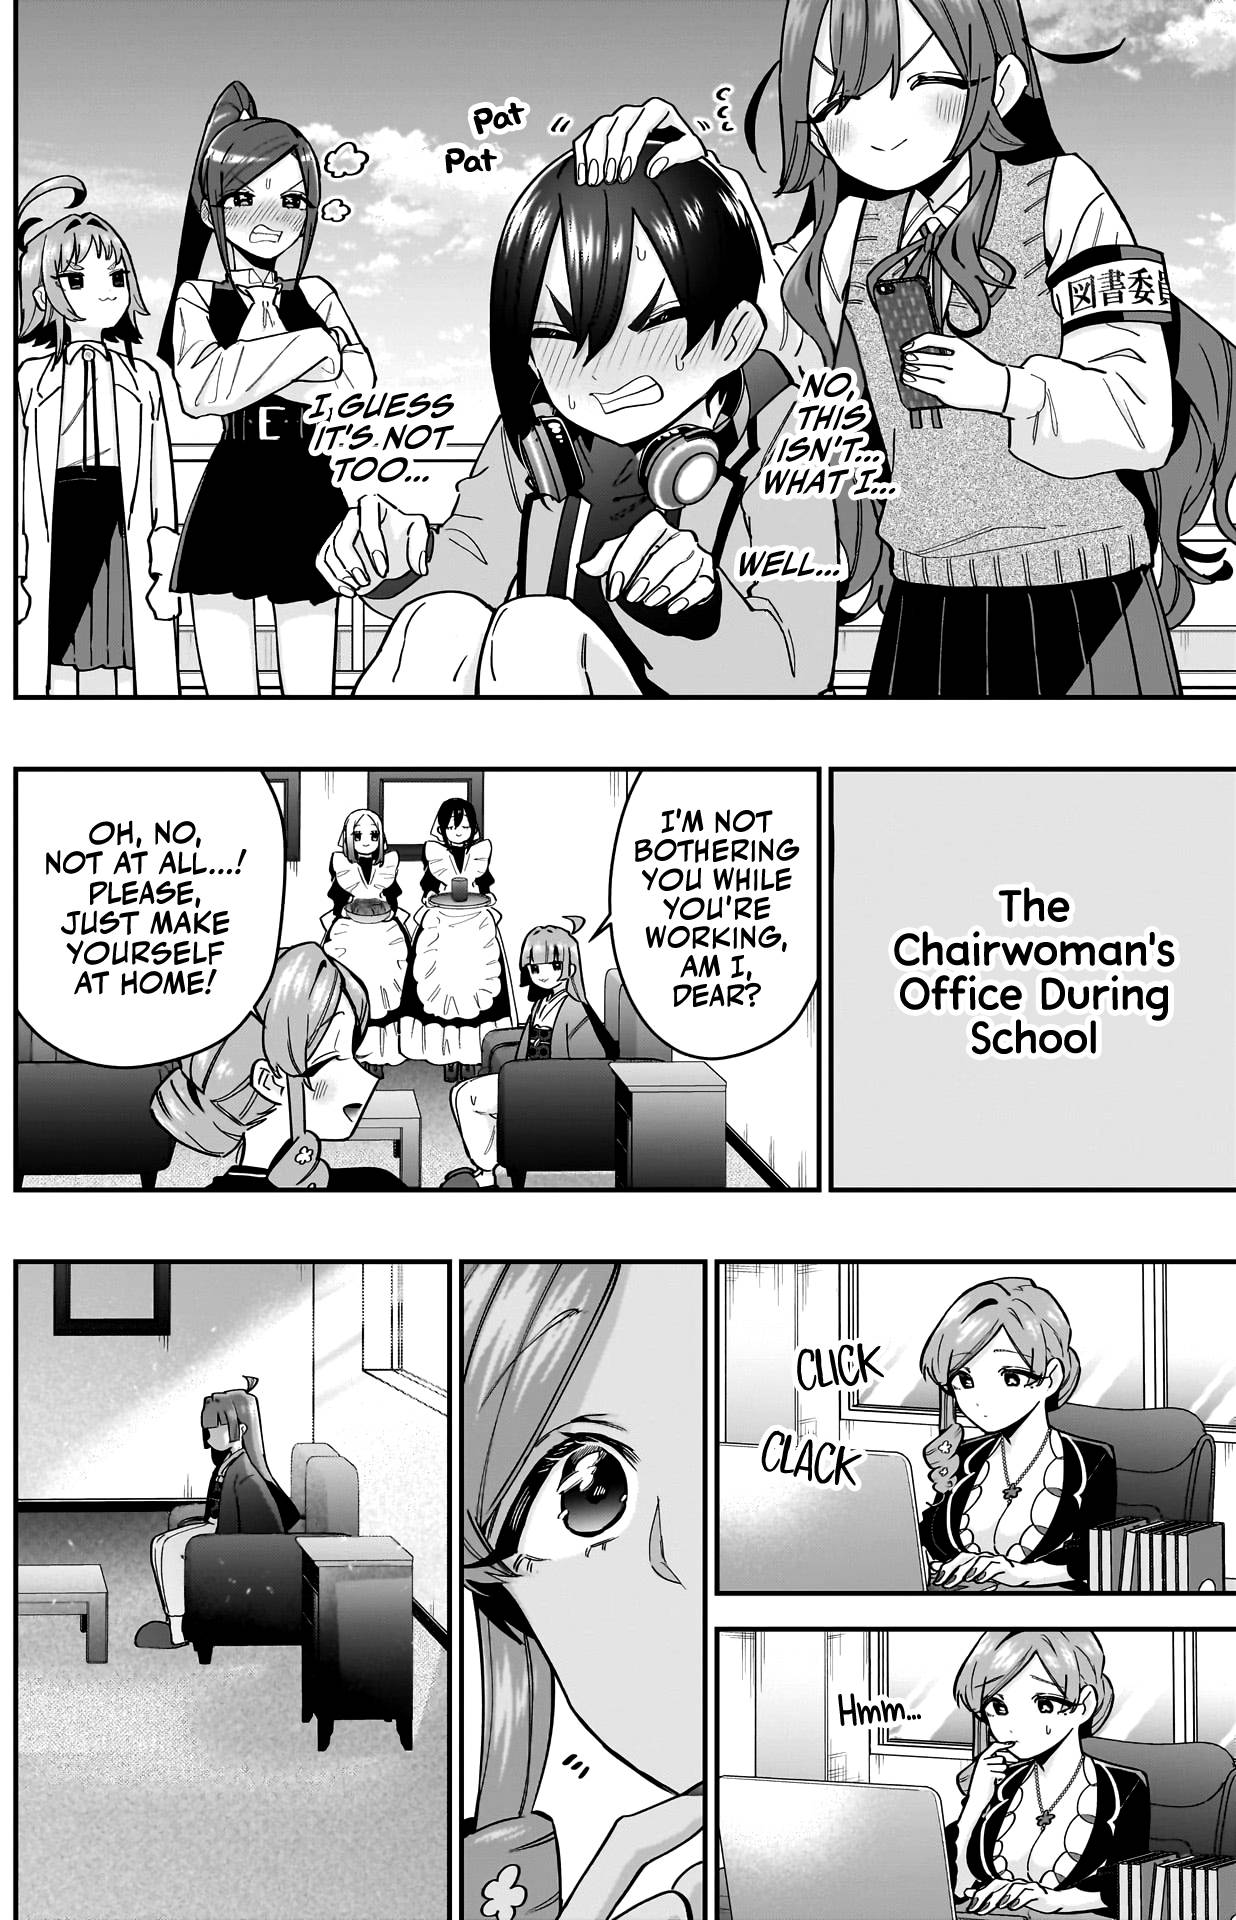 Pat
Pat
図書委員
NO,
THIS
ISN'T...
WHAT I...
WELL...
I GUESS
IT'S NOT
TOO...
The
Chairwoman's
Office During
School
I'M NOT
BOTHERING
YOU WHILE
YOU'RE
WORKING,
AM I,
DEAR?
OH, NO,
NOT AT ALL...!
PLEASE,
JUST MAKE
YOURSELF
AT HOME!
CLICK
CLACK
Hmm...